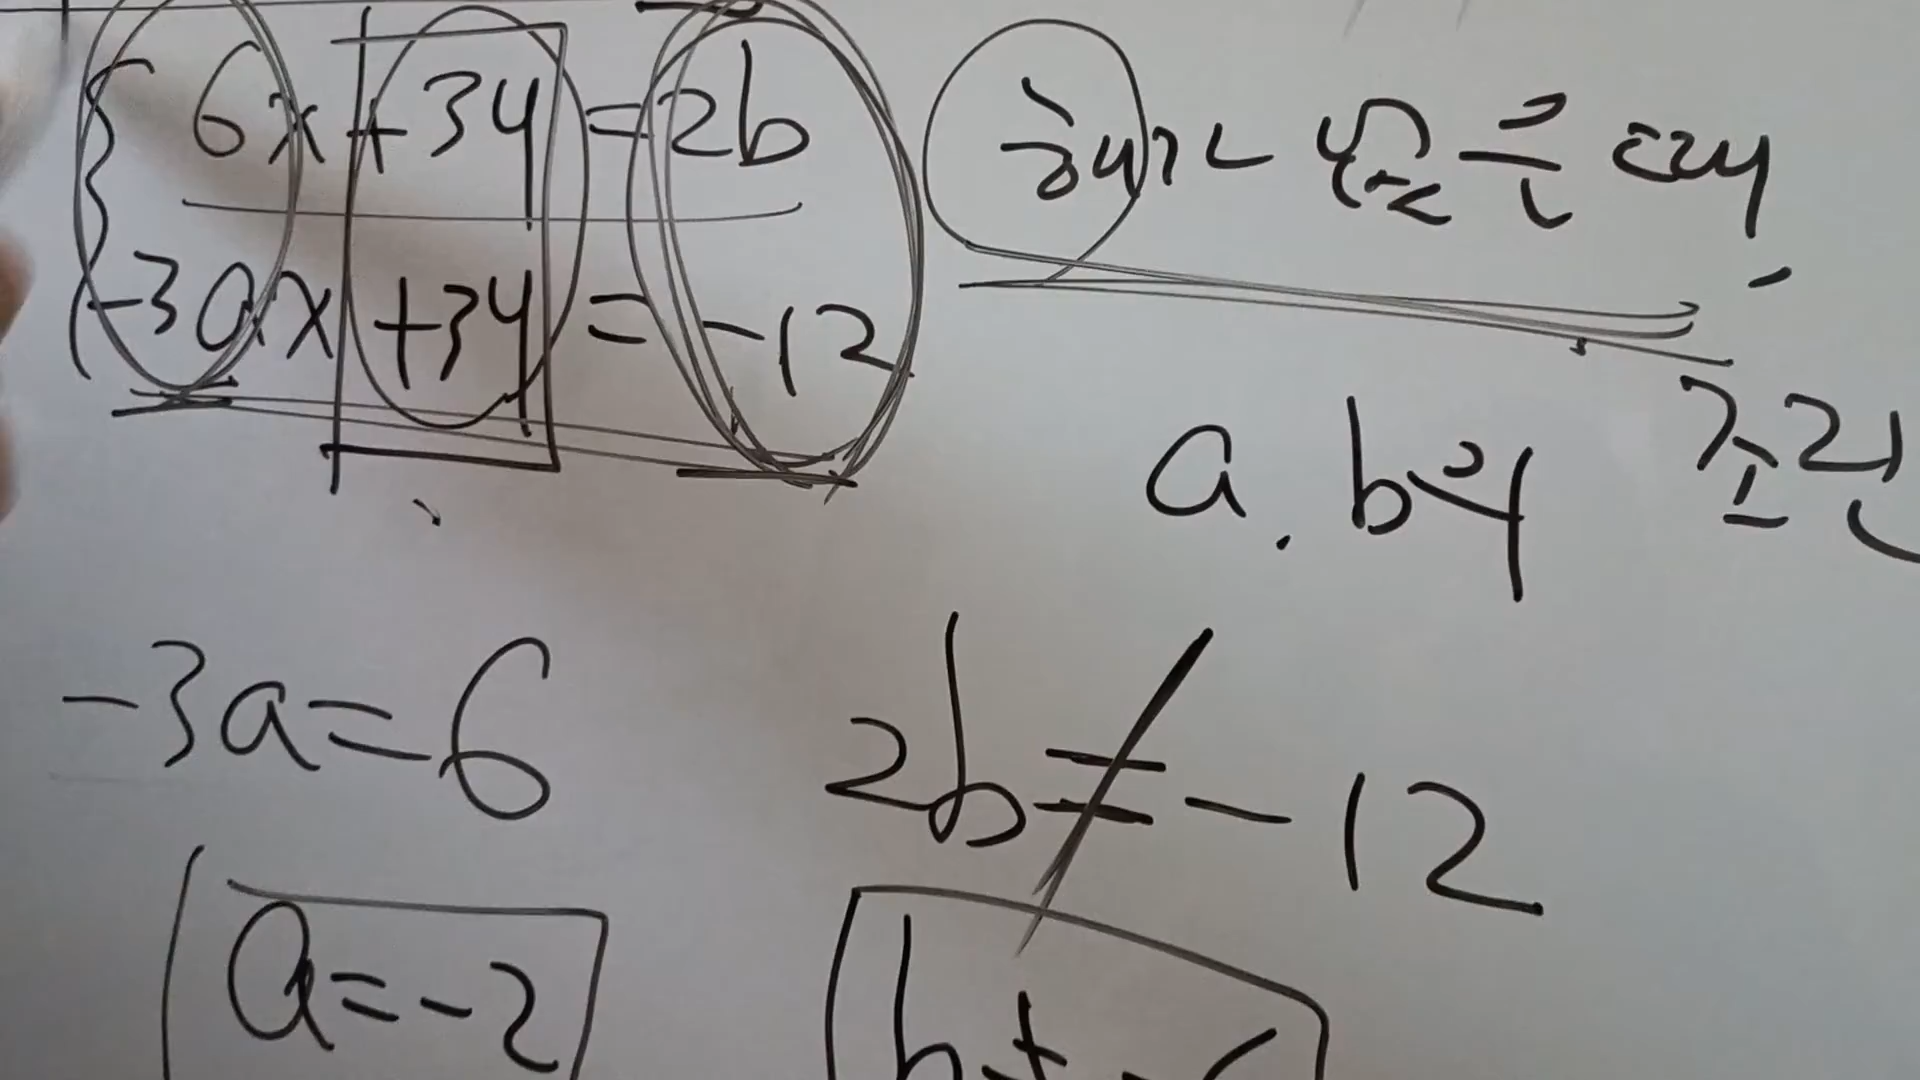 6x+3y=2b 해가 없을 때
-3ax+3y=-12
a, b의 조건
-3a=6 2b≠-12
a=-2 b≠-6